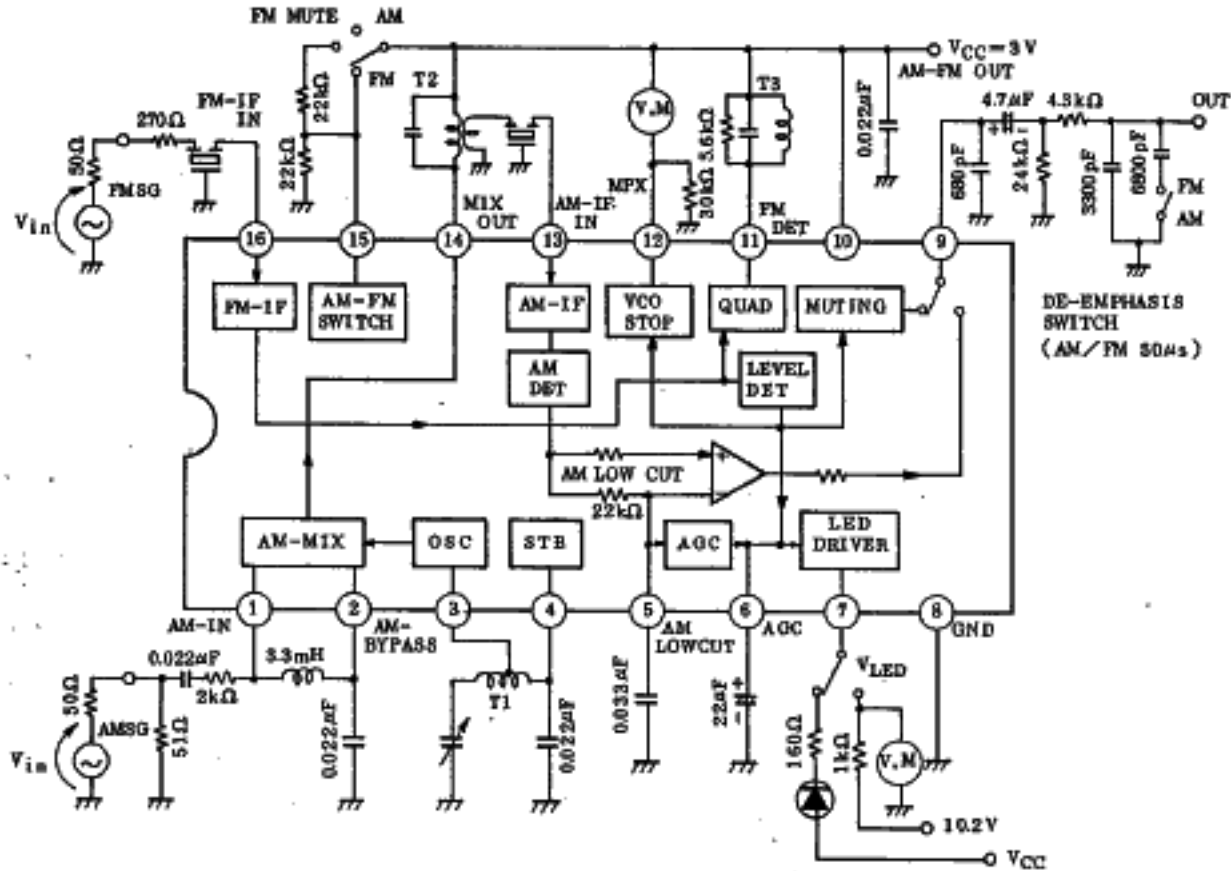 FM MUTE AM
VCC=3V
FM
T2
T3
AM-FM OUT
FM-IF
IN
22kΩ
22kΩ
270Ω
50Ω
FMSG
Vin
V.M
5.6kΩ
0.022μF
4.7μF
4.3kΩ
OUT
680pF
24kΩ
3300pF
6800pF
FM
AM
MIX
OUT
AM-IF
IN
MPX
30kΩ
FM
DET
16
15
14
13
12
11
10
9
FM-IF
AM-FM
SWITCH
AM-IF
VCO
STOP
QUAD
MUTING
DE-EMPHASIS
SWITCH
(AM/FM 50μs)
AM
DET
LEVEL
DET
AM LOW CUT
+
−
22kΩ
AM-MIX
OSC
STB
AGC
LED
DRIVER
1
2
3
4
5
6
7
8
AM-IN
AM-
BYPASS
AM
LOWCUT
AGC
GND
0.022μF
2kΩ
3.3mH
50Ω
AMSG
51Ω
Vin
0.022μF
T1
0.022μF
0.033μF
22μF
+
−
VLED
160Ω
1kΩ
V.M
10.2V
VCC